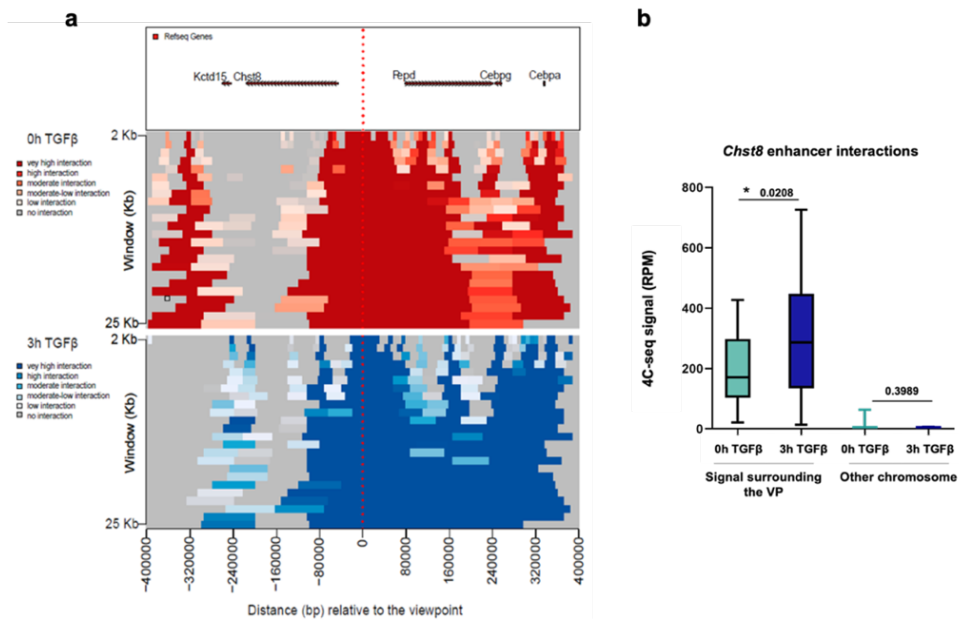 a
Refseq Genes
Kctd15 Chst8
Pepd
Cebpg
Cebpa
0h TGFβ
vey high interaction
high interaction
moderate interaction
moderate-low interaction
low interaction
no interaction
2 Kb
Window (Kb)
25 Kb
3h TGFβ
very high interaction
high interaction
moderate interaction
moderate-low interaction
low interaction
no interaction
2 Kb
Window (Kb)
25 Kb
-400000
-320000
-240000
-160000
-80000
0
80000
160000
240000
320000
400000
Distance (bp) relative to the viewpoint
b
Chst8 enhancer interactions
4C-seq signal (RPM)
800
600
400
200
0
* 0.0208
0.3989
0h TGFβ 3h TGFβ 0h TGFβ 3h TGFβ
Signal surrounding Other chromosome
the VP